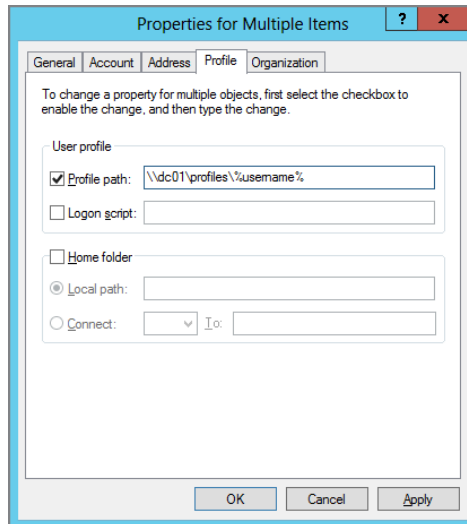 Properties for Multiple Items
? x
General Account Address Profile Organization
To change a property for multiple objects, first select the checkbox to
enable the change, and then type the change.
User profile
Profile path: \\dc01\profiles\%username%
Logon script:
Home folder
Local path:
Connect: To:
OK Cancel Apply